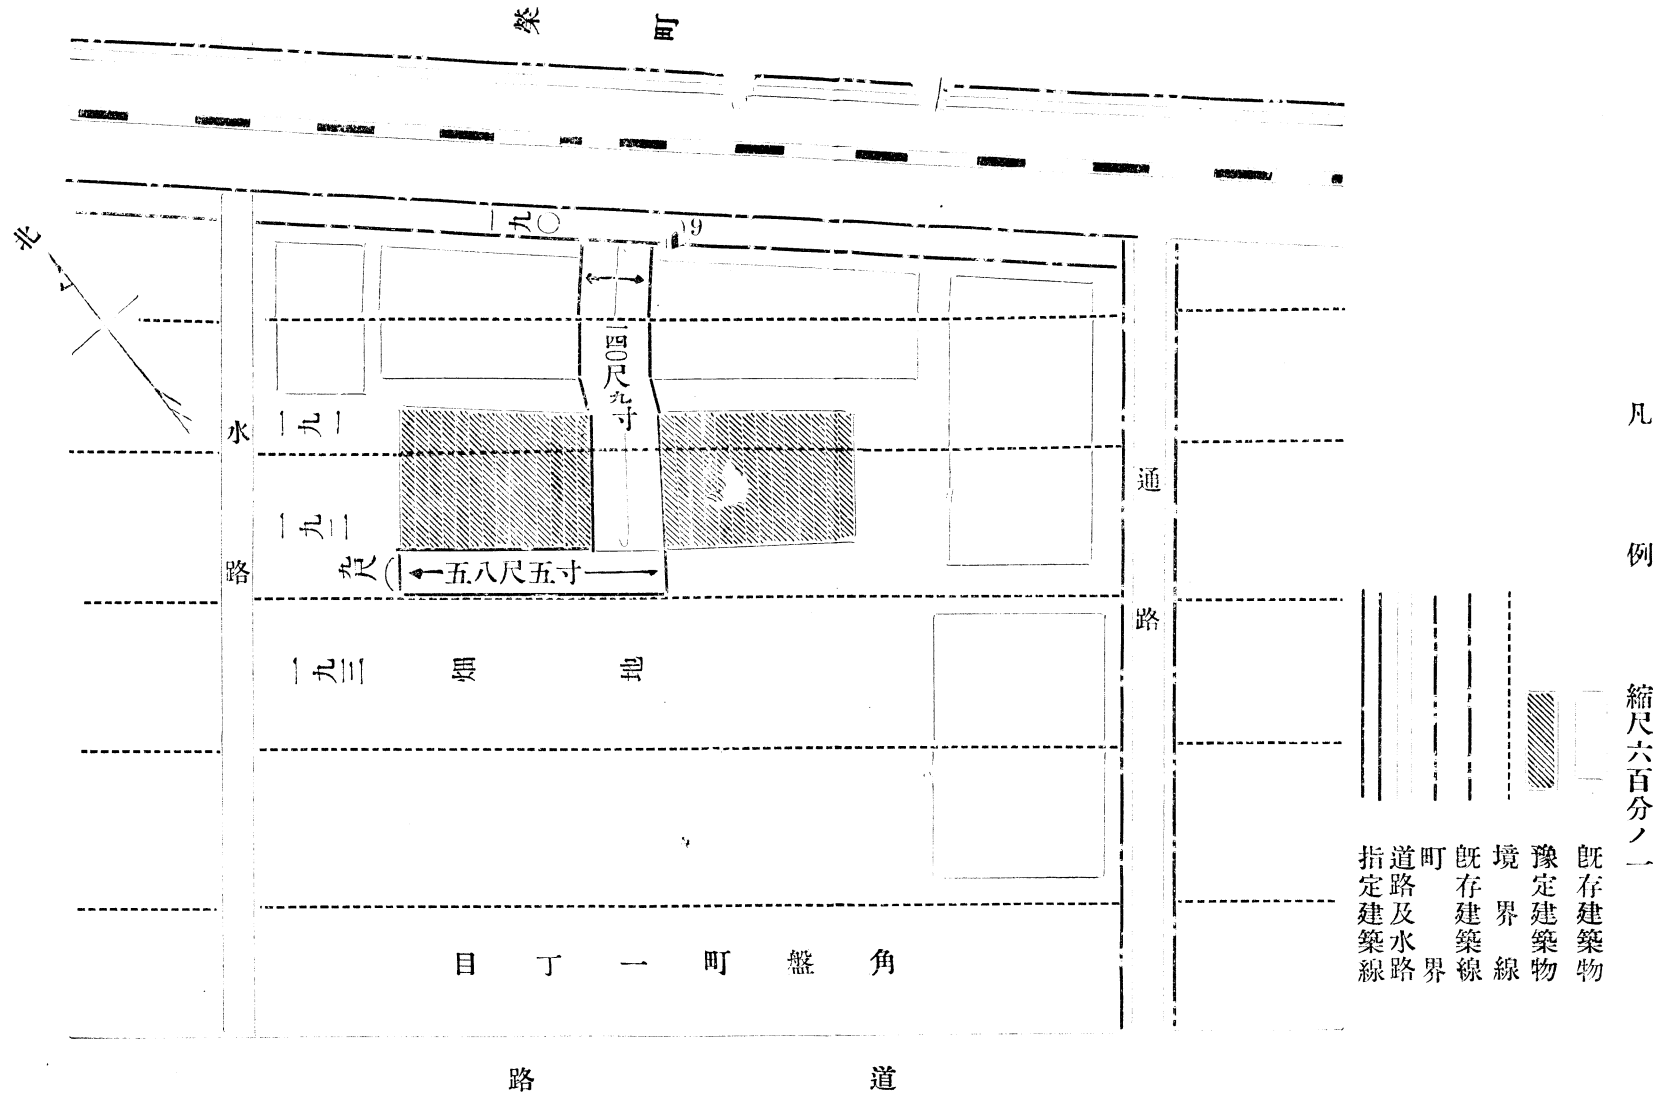 榮町
北
一九〇
9
一四〇尺九寸
一九一
一九二
九尺
五八尺五寸
一九三
畑地
水路
通路
角盤町一丁目
道路
凡例
縮尺六百分ノ一
既存建築物
豫定建築物
境界線
既存建築線
町界
道路及水路
指定建築線